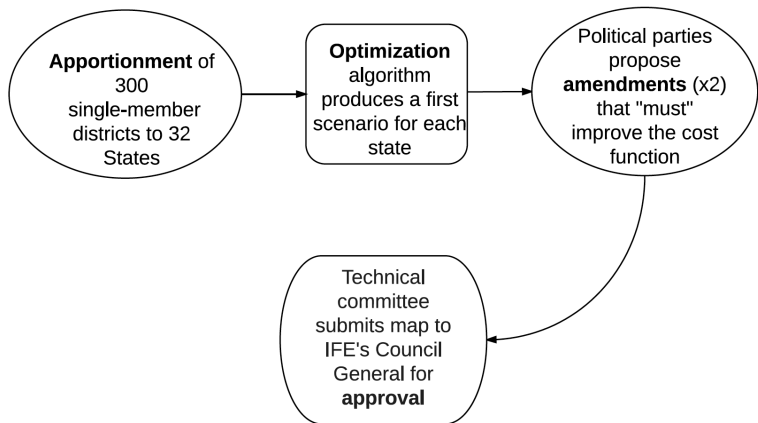 Apportionment of
300
single-member
districts to 32
States
Optimization
algorithm
produces a first
scenario for each
state
Political parties
propose
amendments (x2)
that "must"
improve the cost
function
Technical
committee
submits map to
IFE's Council
General for
approval